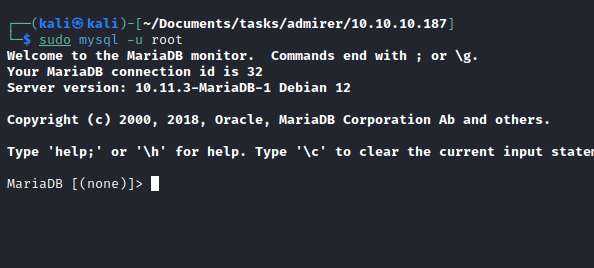 ┌──(kali㉿kali)-[~/Documents/tasks/admirer/10.10.10.187]
└─$ sudo mysql -u root
Welcome to the MariaDB monitor.  Commands end with ; or \g.
Your MariaDB connection id is 32
Server version: 10.11.3-MariaDB-1 Debian 12

Copyright (c) 2000, 2018, Oracle, MariaDB Corporation Ab and others.

Type 'help;' or '\h' for help. Type '\c' to clear the current input state

MariaDB [(none)]>